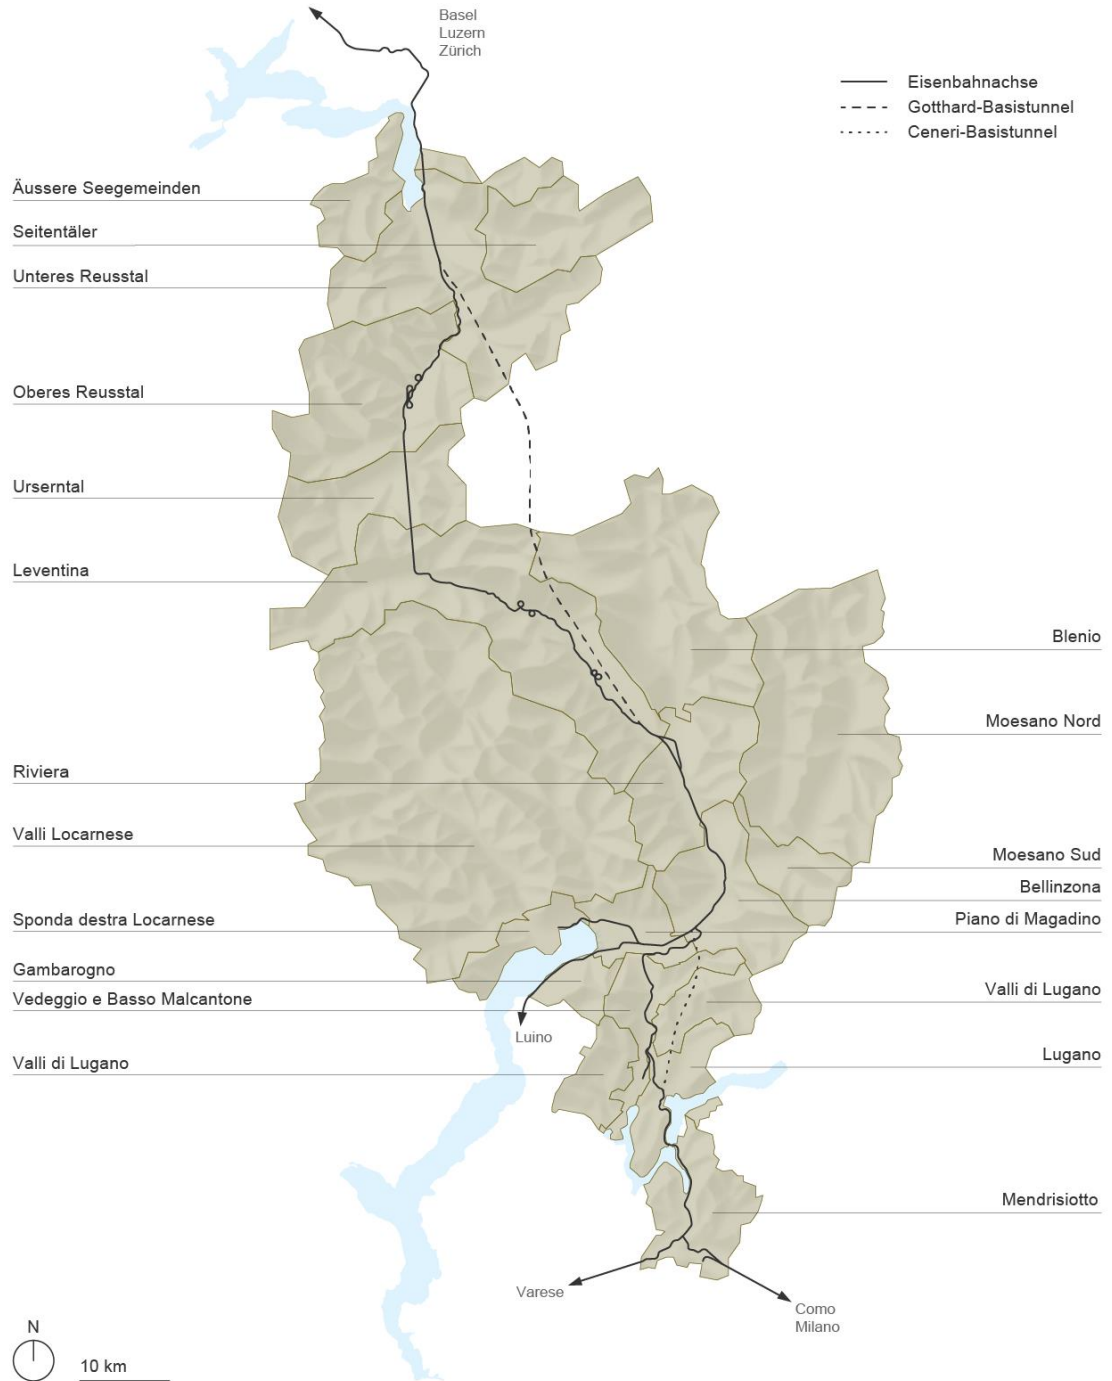 Basel
Luzern
Zürich
Eisenbahnachse
Gotthard-Basistunnel
Ceneri-Basistunnel
Äussere Seegemeinden
Seitentäler
Unteres Reusstal
Oberes Reusstal
Urserntal
Leventina
Blenio
Moesano Nord
Riviera
Valli Locarnese
Moesano Sud
Bellinzona
Sponda destra Locarnese
Piano di Magadino
Gambarogno
Vedeggio e Basso Malcantone
Valli di Lugano
Luino
Valli di Lugano
Lugano
Mendrisiotto
Varese
Como
Milano
N
10 km